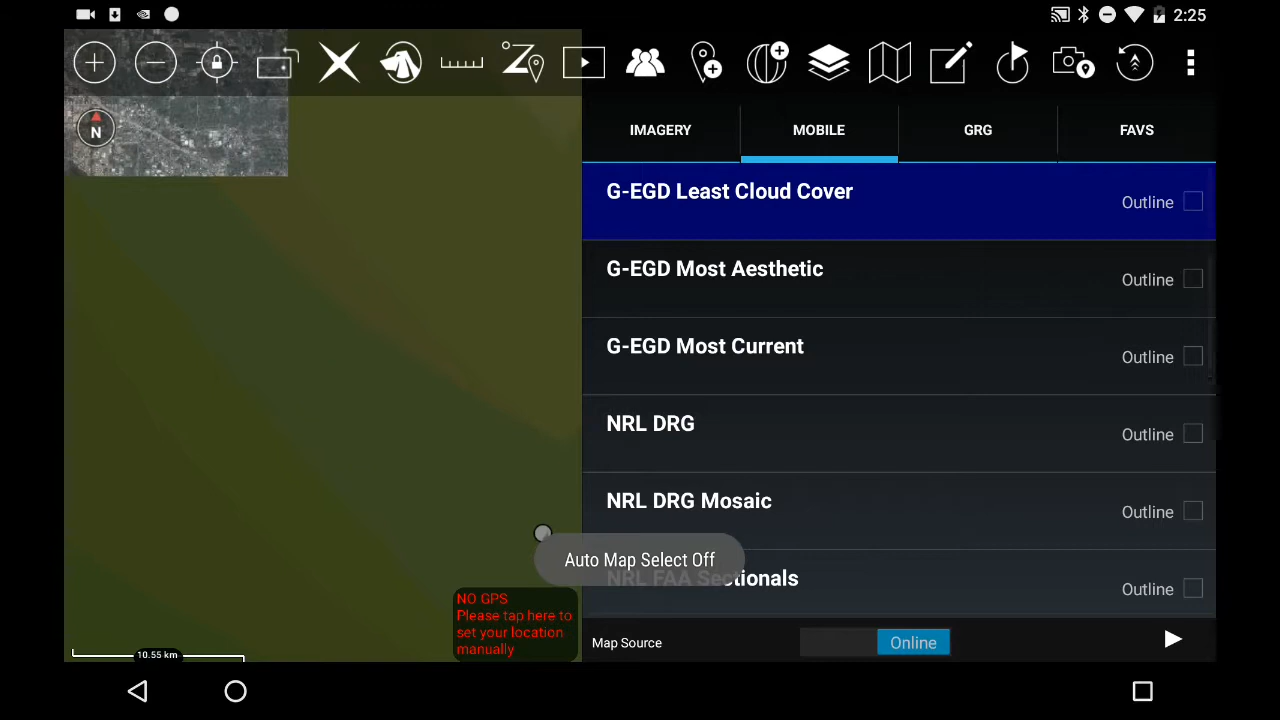 2:25
N
IMAGERY
MOBILE
GRG
FAVS
G-EGD Least Cloud Cover
Outline
G-EGD Most Aesthetic
Outline
G-EGD Most Current
Outline
NRL DRG
Outline
NRL DRG Mosaic
Outline
Auto Map Select Off
NRL FAA Sectionals
Outline
NO GPS
Please tap here to
set your location
manually
10.55 km
Map Source
Online